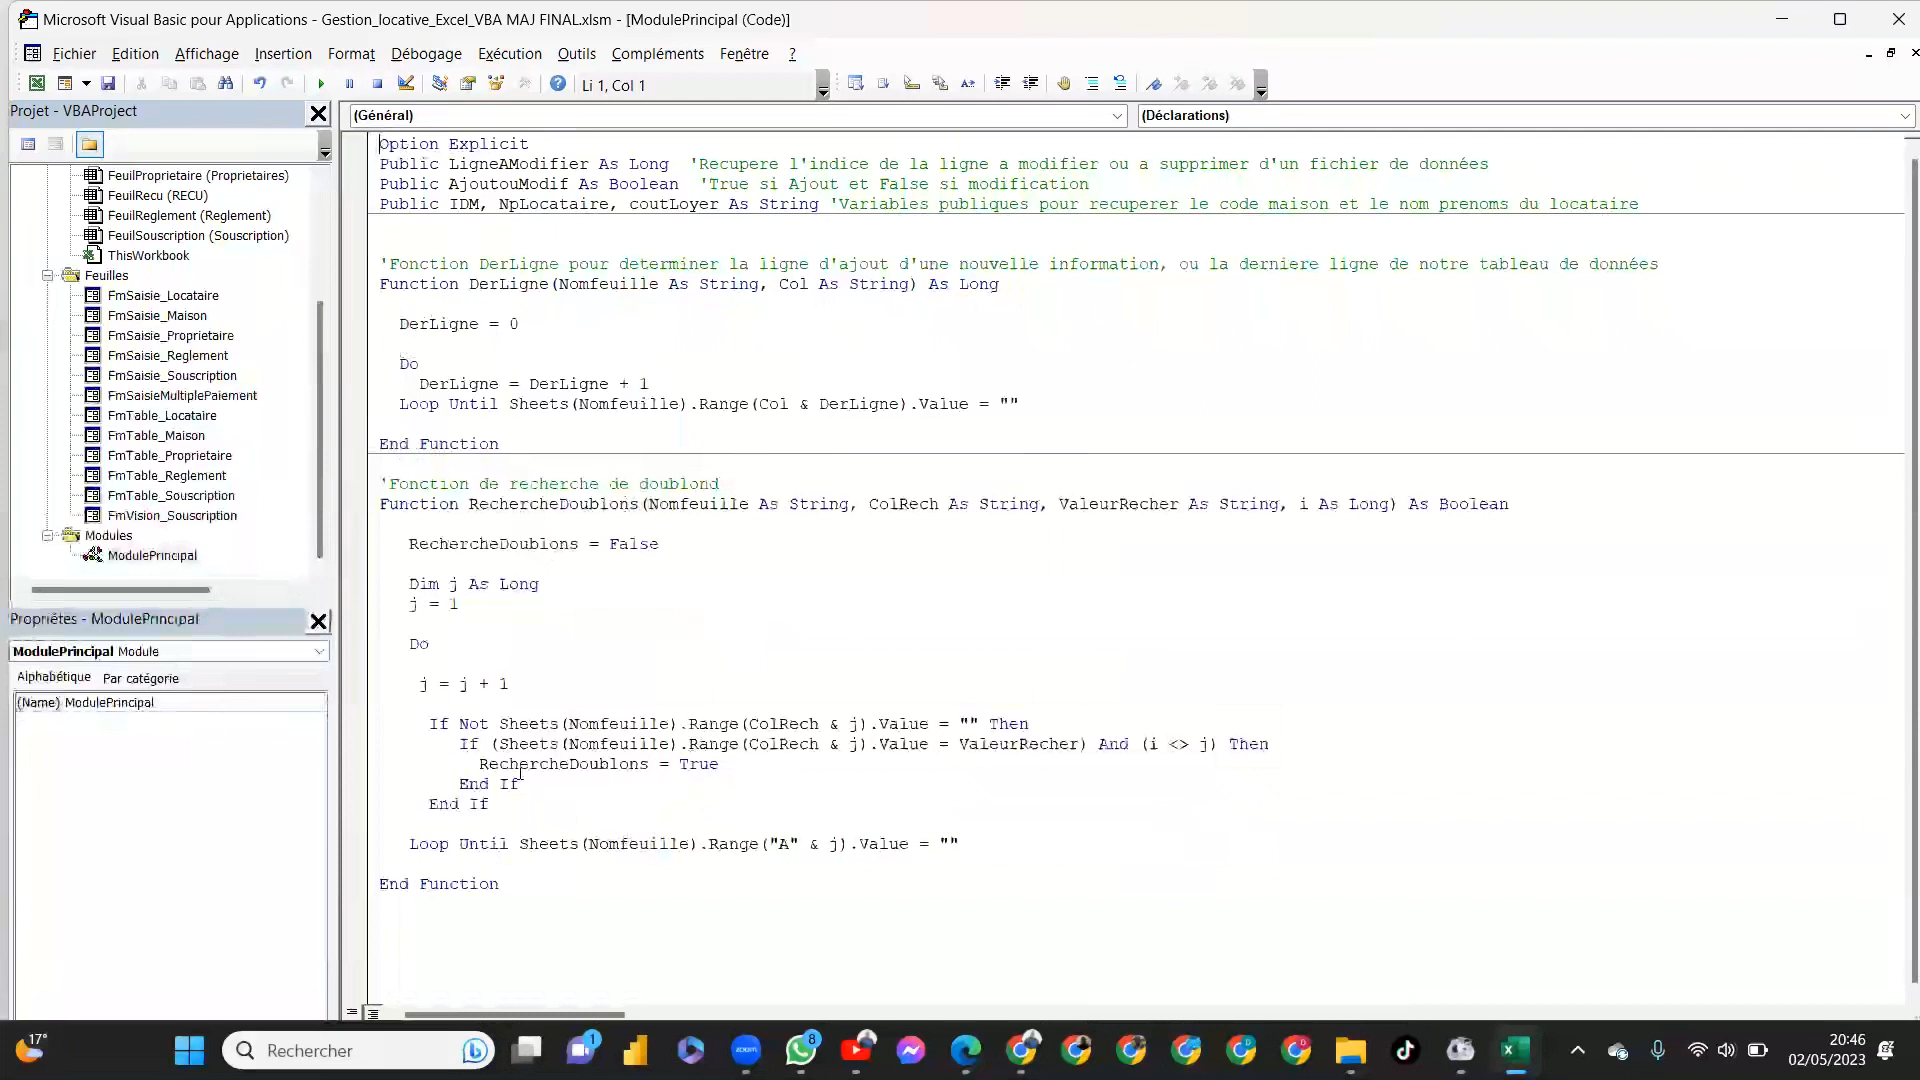 Microsoft Visual Basic pour Applications - Gestion_locative_Excel_VBA MAJ FINAL.xlsm - [ModulePrincipal (Code)]
Fichier Edition Affichage Insertion Format Débogage Exécution Outils Compléments Fenêtre ?
Li 1, Col 1
Projet - VBAProject
FeuilProprietaire (Proprietaires)
FeuilRecu (RECU)
FeuilReglement (Reglement)
FeuilSouscription (Souscription)
ThisWorkbook
Feuilles
FmSaisie_Locataire
FmSaisie_Maison
FmSaisie_Proprietaire
FmSaisie_Reglement
FmSaisie_Souscription
FmSaisieMultiplePaiement
FmTable_Locataire
FmTable_Maison
FmTable_Proprietaire
FmTable_Reglement
FmTable_Souscription
FmVision_Souscription
Modules
ModulePrincipal
Propriétés - ModulePrincipal
ModulePrincipal Module
Alphabétique Par catégorie
(Name) ModulePrincipal
(Général) (Déclarations)
Option Explicit
Public LigneAModifier As Long 'Recupere l'indice de la ligne a modifier ou a supprimer d'un fichier de données
Public AjoutouModif As Boolean 'True si Ajout et False si modification
Public IDM, NpLocataire, coutLoyer As String 'Variables publiques pour recuperer le code maison et le nom prenoms du locataire
'Fonction DerLigne pour determiner la ligne d'ajout d'une nouvelle information, ou la derniere ligne de notre tableau de données
Function DerLigne(Nomfeuille As String, Col As String) As Long
DerLigne = 0
Do
DerLigne = DerLigne + 1
Loop Until Sheets(Nomfeuille).Range(Col & DerLigne).Value = ""
End Function
'Fonction de recherche de doublond
Function RechercheDoublons(Nomfeuille As String, ColRech As String, ValeurRecher As String, i As Long) As Boolean
RechercheDoublons = False
Dim j As Long
j = 1
Do
j = j + 1
If Not Sheets(Nomfeuille).Range(ColRech & j).Value = "" Then
If (Sheets(Nomfeuille).Range(ColRech & j).Value = ValeurRecher) And (i <> j) Then
RechercheDoublons = True
End If
End If
Loop Until Sheets(Nomfeuille).Range("A" & j).Value = ""
End Function
17°
Rechercher
1
zoom
8
20:46
02/05/2023